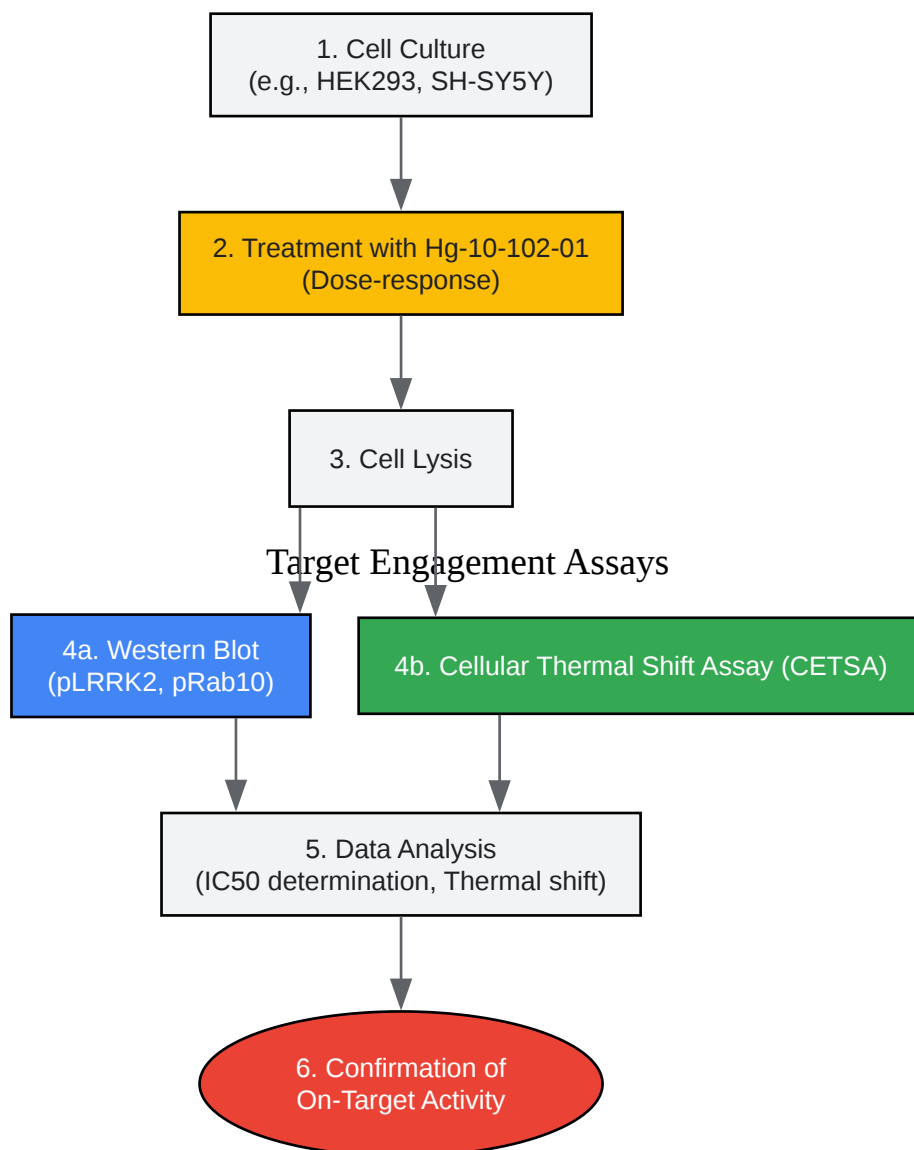 1. Cell Culture
(e.g., HEK293, SH-SY5Y)
2. Treatment with Hg-10-102-01
(Dose-response)
3. Cell Lysis
Target Engagement Assays
4a. Western Blot
(pLRRK2, pRab10)
4b. Cellular Thermal Shift Assay (CETSA)
5. Data Analysis
(IC50 determination, Thermal shift)
6. Confirmation of
On-Target Activity